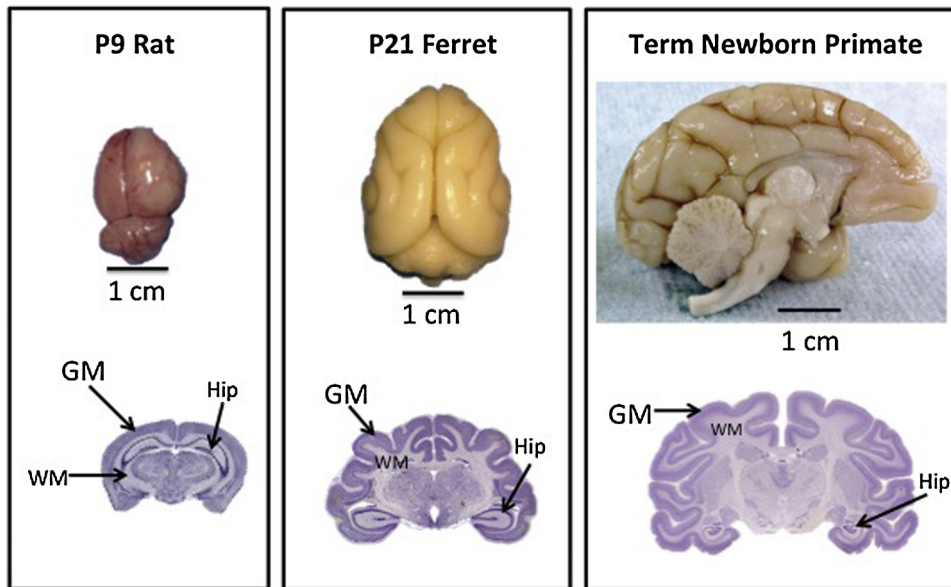 P9 Rat
1 cm
GM
Hip
WM
P21 Ferret
1 cm
GM
WM
Hip
Term Newborn Primate
1 cm
GM
WM
Hip